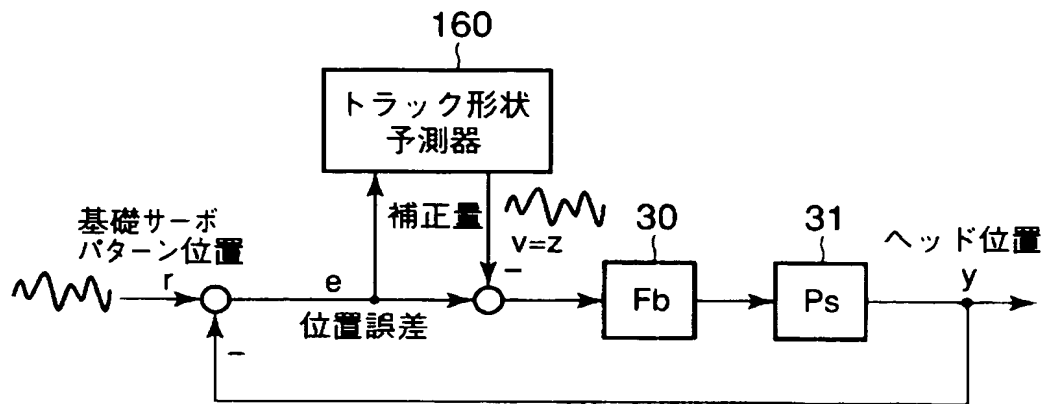 160
トラック形状
予測器
基礎サーボ
パターン位置
r
e
位置誤差
補正量
v=z
30
Fb
31
Ps
ヘッド位置
y
−
−